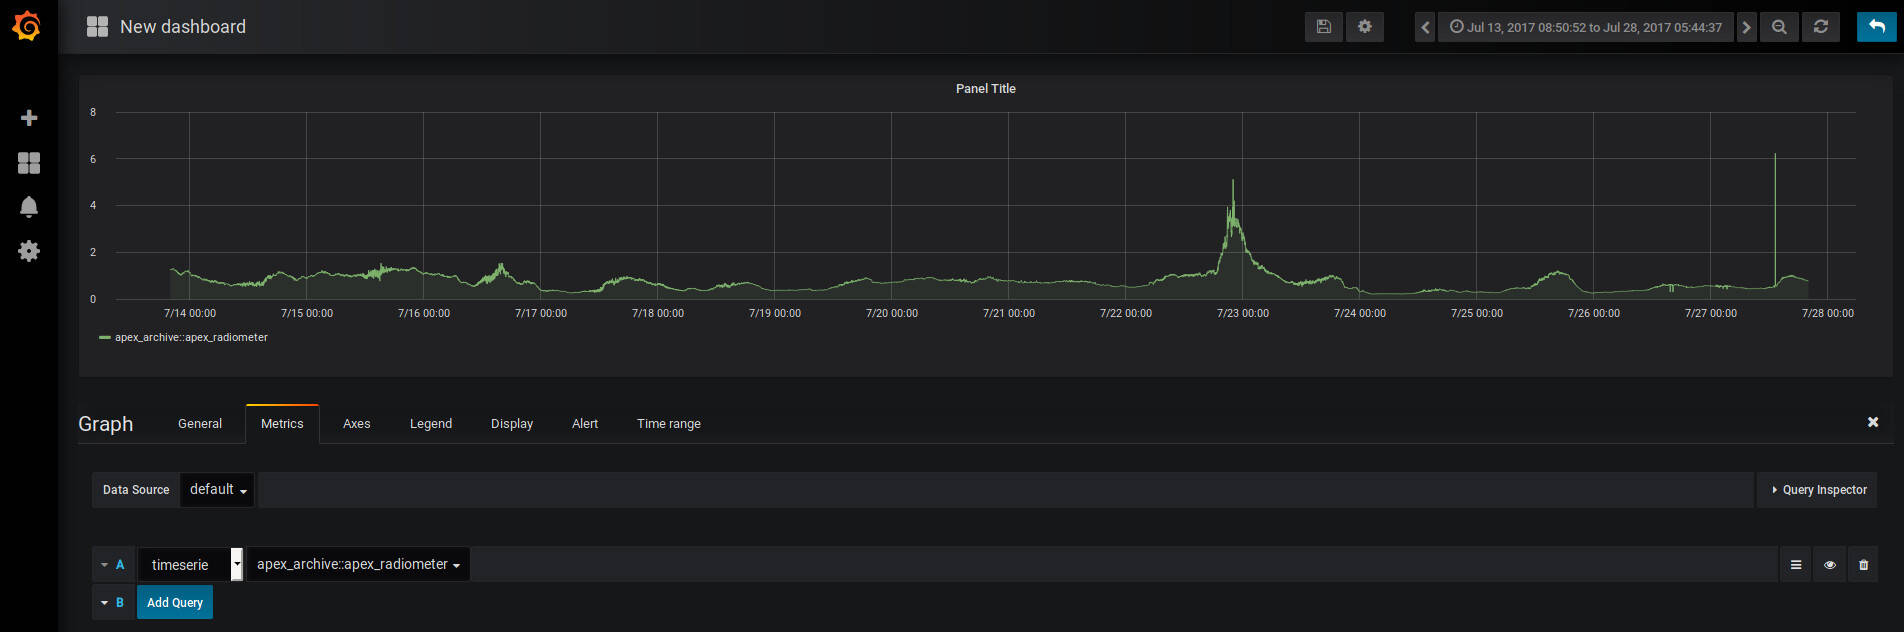 New dashboard
Jul 13, 2017 08:50:52 to Jul 28, 2017 05:44:37
Panel Title
8
6
4
2
0
7/14 00:00 7/15 00:00 7/16 00:00 7/17 00:00 7/18 00:00 7/19 00:00 7/20 00:00 7/21 00:00 7/22 00:00 7/23 00:00 7/24 00:00 7/25 00:00 7/26 00:00 7/27 00:00 7/28 00:00
apex_archive::apex_radiometer
Graph General Metrics Axes Legend Display Alert Time range
Data Source default Query Inspector
A timeserie apex_archive::apex_radiometer
B Add Query